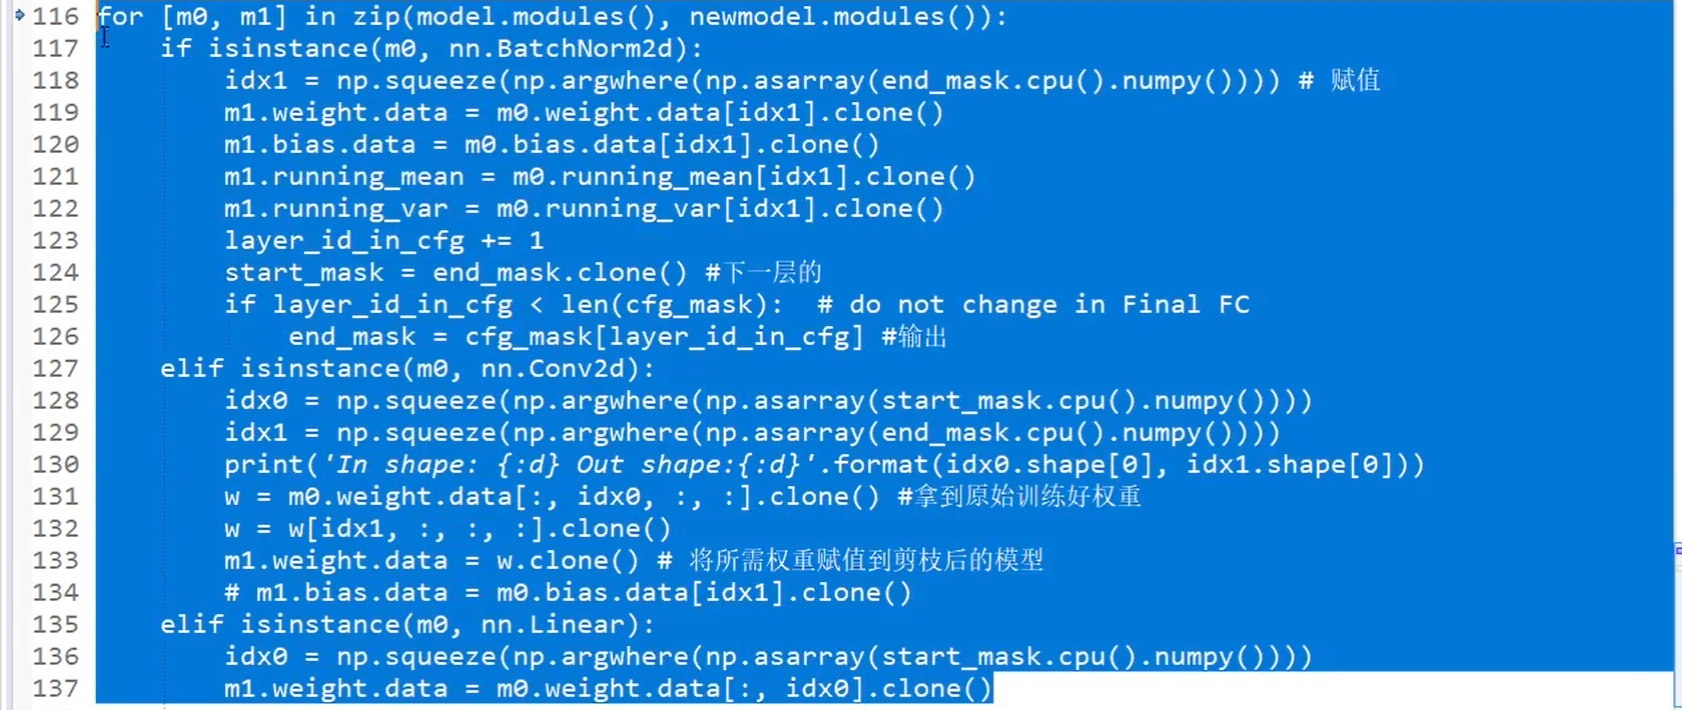 116 for [m0, m1] in zip(model.modules(), newmodel.modules()):
117     if isinstance(m0, nn.BatchNorm2d):
118         idx1 = np.squeeze(np.argwhere(np.asarray(end_mask.cpu().numpy()))) # 赋值
119         m1.weight.data = m0.weight.data[idx1].clone()
120         m1.bias.data = m0.bias.data[idx1].clone()
121         m1.running_mean = m0.running_mean[idx1].clone()
122         m1.running_var = m0.running_var[idx1].clone()
123         layer_id_in_cfg += 1
124         start_mask = end_mask.clone() #下一层的
125         if layer_id_in_cfg < len(cfg_mask):  # do not change in Final FC
126             end_mask = cfg_mask[layer_id_in_cfg] #输出
127     elif isinstance(m0, nn.Conv2d):
128         idx0 = np.squeeze(np.argwhere(np.asarray(start_mask.cpu().numpy())))
129         idx1 = np.squeeze(np.argwhere(np.asarray(end_mask.cpu().numpy())))
130         print('In shape: {:d} Out shape:{:d}'.format(idx0.shape[0], idx1.shape[0]))
131         w = m0.weight.data[:, idx0, :, :].clone() #拿到原始训练好权重
132         w = w[idx1, :, :, :].clone()
133         m1.weight.data = w.clone() # 将所需权重赋值到剪枝后的模型
134         # m1.bias.data = m0.bias.data[idx1].clone()
135     elif isinstance(m0, nn.Linear):
136         idx0 = np.squeeze(np.argwhere(np.asarray(start_mask.cpu().numpy())))
137         m1.weight.data = m0.weight.data[:, idx0].clone()